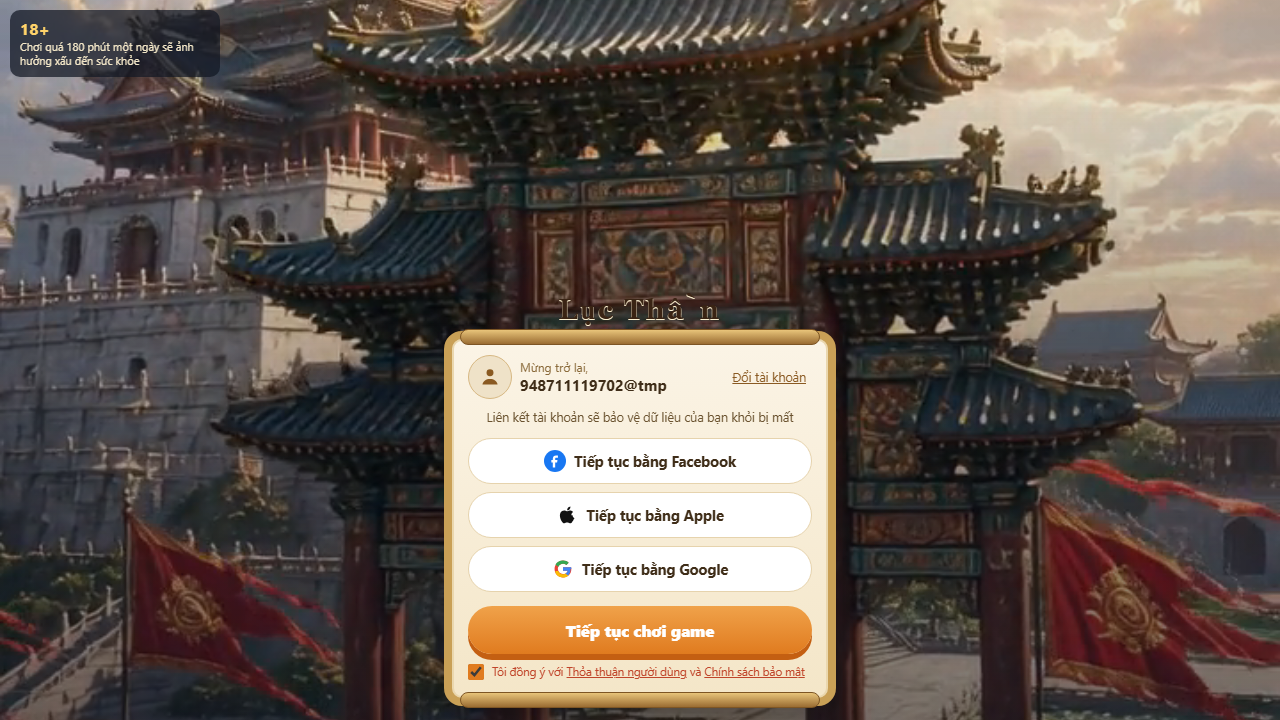 18+
Chơi quá 180 phút một ngày sẽ ảnh
hưởng xấu đến sức khỏe
Lục Thần
Mừng trở lại,
948711119702@tmp
Đổi tài khoản
Liên kết tài khoản sẽ bảo vệ dữ liệu của bạn khỏi bị mất
Tiếp tục bằng Facebook
Tiếp tục bằng Apple
Tiếp tục bằng Google
Tiếp tục chơi game
Tôi đồng ý với Thỏa thuận người dùng và Chính sách bảo mật